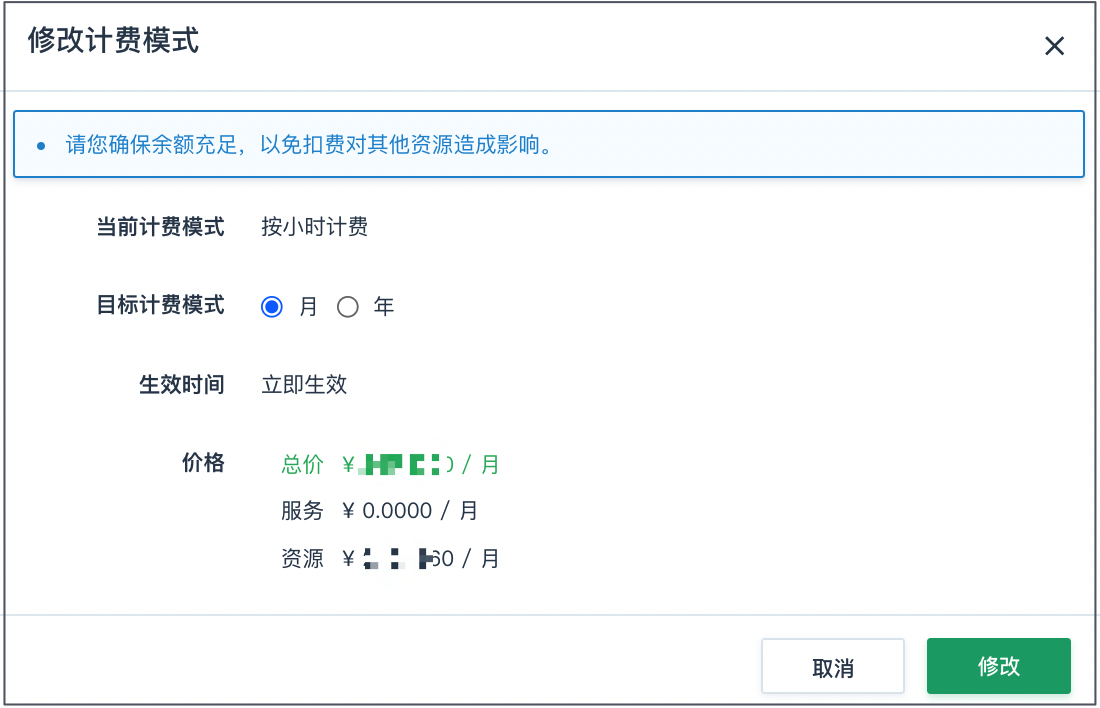 修改计费模式
请您确保余额充足，以免扣费对其他资源造成影响。
当前计费模式 按小时计费
目标计费模式 月 年
生效时间 立即生效
价格 总价 ¥ / 月
服务 ¥ 0.0000 / 月
资源 ¥ 60 / 月
取消 修改